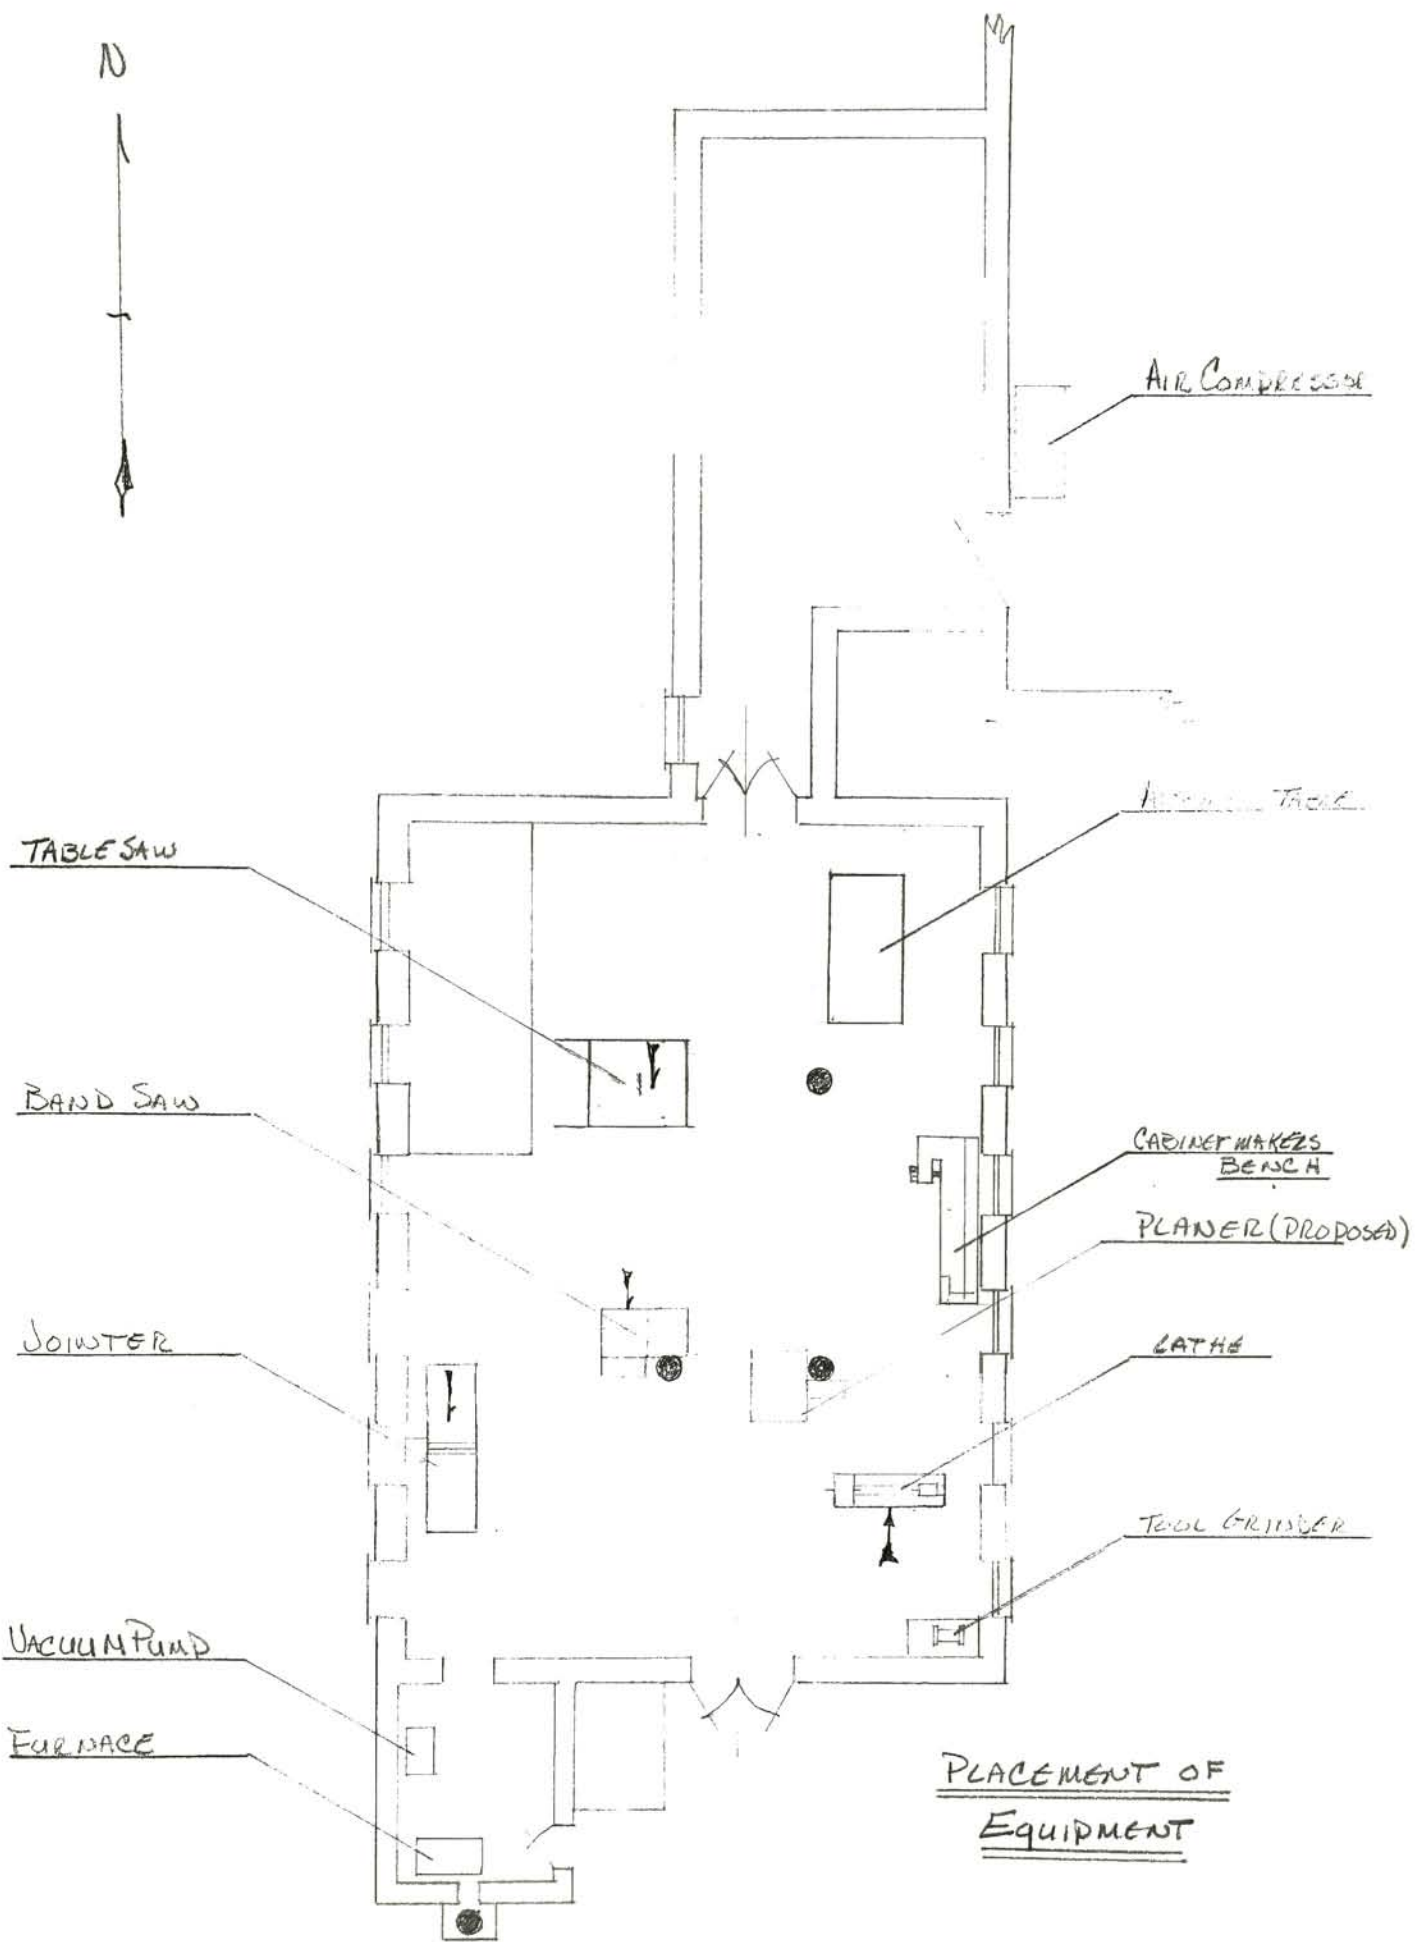 N
AIR COMPRESSOR
TABLE
TABLE SAW
BAND SAW
CABINET MAKERS
BENCH
PLANER (PROPOSED)
JOINTER
LATHE
TOOL GRINDER
VACUUM PUMP
FURNACE
PLACEMENT OF
EQUIPMENT